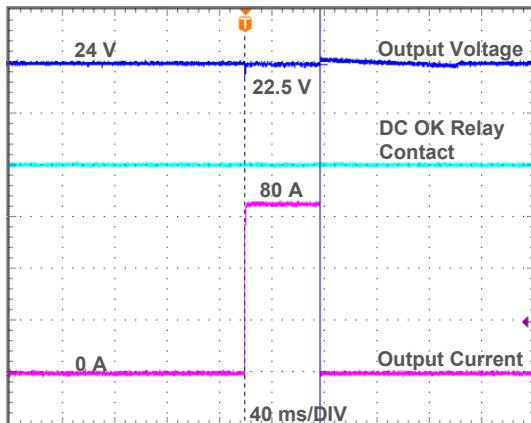 T
24 V
Output Voltage
22.5 V
DC OK Relay
Contact
80 A
0 A
Output Current
40 ms/DIV